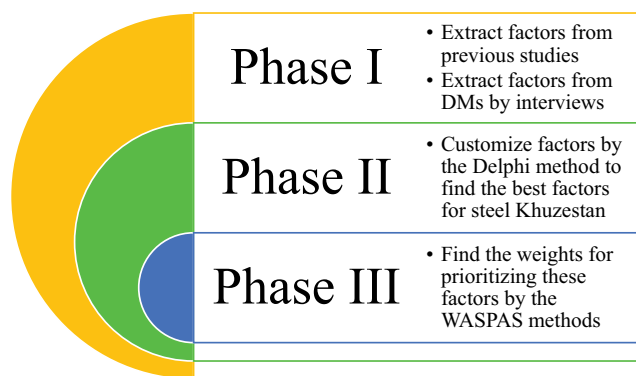 Phase I
• Extract factors from
previous studies
• Extract factors from
DMs by interviews
Phase II
• Customize factors by
the Delphi method to
find the best factors
for steel Khuzestan
Phase III
• Find the weights for
prioritizing these
factors by the
WASPAS methods